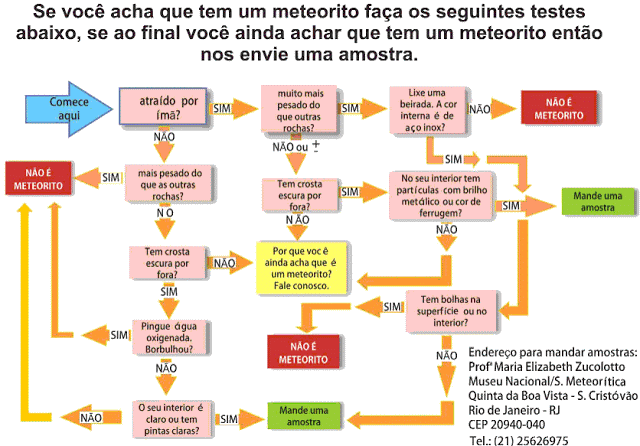 Se você acha que tem um meteorito faça os seguintes testes
abaixo, se ao final você ainda achar que tem um meteorito então
nos envie uma amostra.
Comece
aqui
atraído por
ímã?
SIM
muito mais
pesado do
que outras
rochas?
SIM
Lixe uma
beirada. A cor
interna é de
aço inox?
NÃO
NÃO É
METEORITO
NÃO
NÃO ou ±
SIM
NÃO É
METEORITO
SIM
mais pesado do
que as outras
rochas?
Tem crosta
escura por
fora?
SIM
No seu interior tem
partículas com brilho
metálico ou cor de
ferrugem?
SIM
Mande uma
amostra
N O
N ÃO
NÃO
Tem crosta
escura por
fora?
NÃO
Por que você
ainda acha que é
um meteorito?
Fale conosco.
SIM
Tem bolhas na
superfície ou no
interior?
SIM
NÃO É
METEORITO
Pingue água
oxigenada.
Borbulhou?
SIM
NÃO
NÃO
O seu interior é
claro ou tem
pintas claras?
NÃO
SIM
Mande uma
amostra
Endereço para mandar amostras:
Profª Maria Elizabeth Zucolotto
Museu Nacional/S. Meteorítica
Quinta da Boa Vista - S. Cristóvão
Rio de Janeiro - RJ
CEP 20940-040
Tel.: (21) 25626975